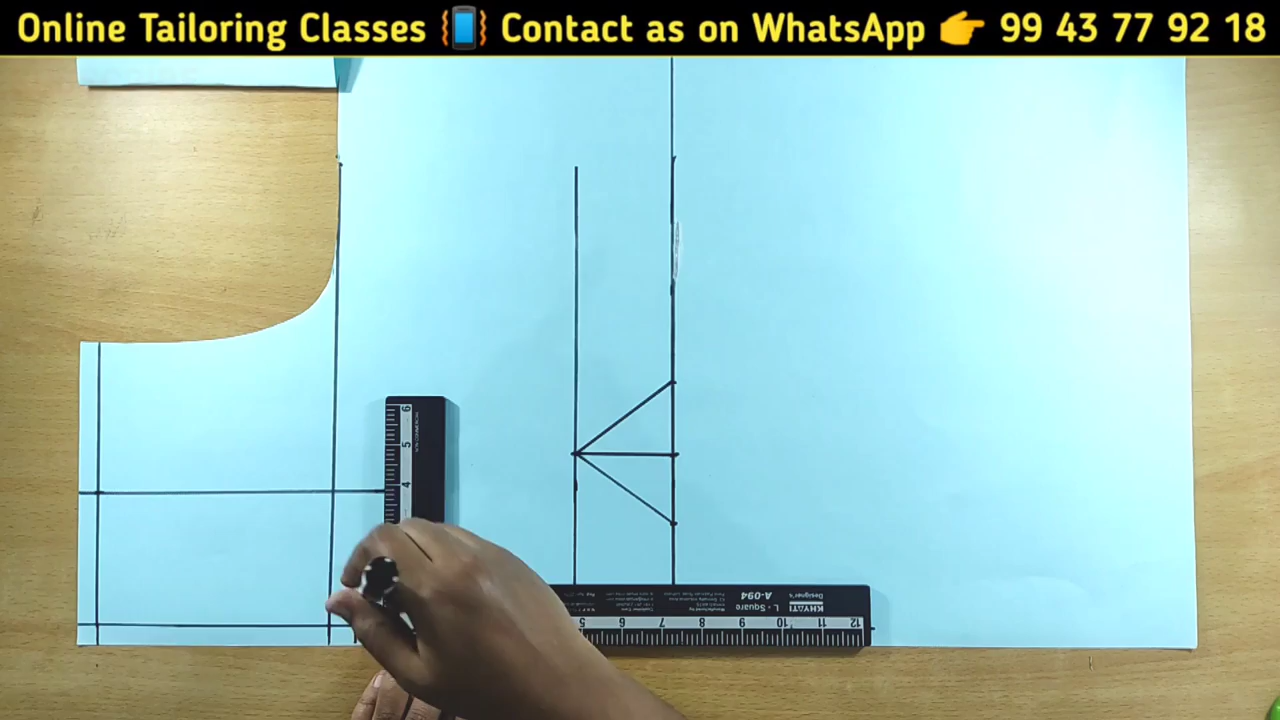 Online Tailoring Classes 📳 Contact as on WhatsApp 👉 99 43 77 92 18
6
5
4
KHYATI
Designer's
L - Square
A-094
5 6 7 8 9 10 11 12